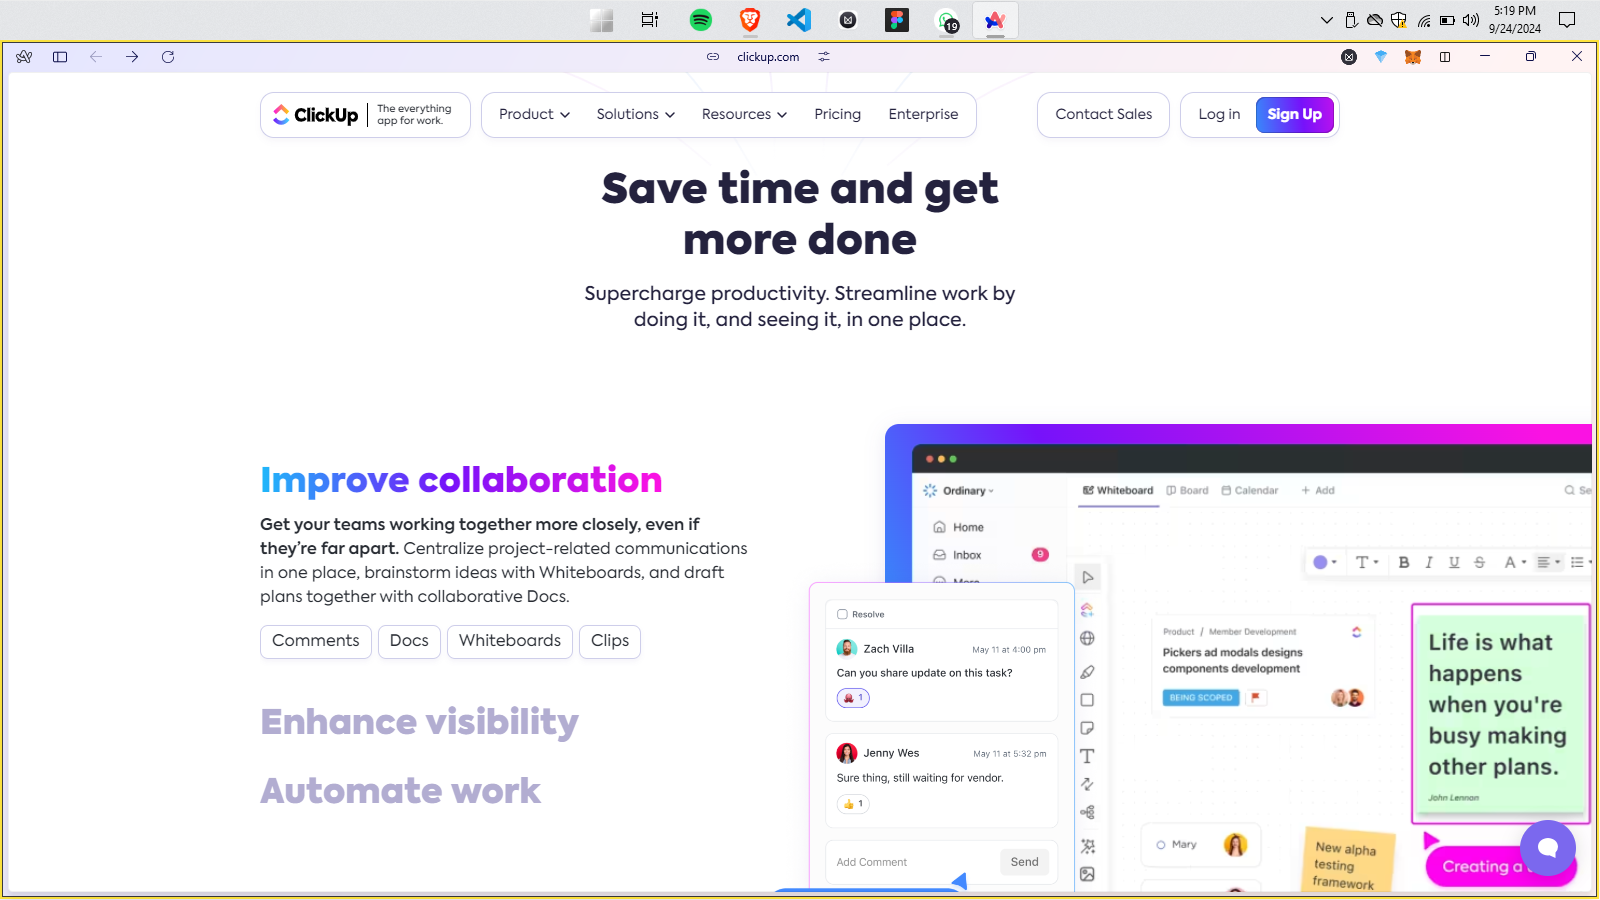 19
5:19 PM
9/24/2024
clickup.com
ClickUp
The everything
app for work.
Product
Solutions
Resources
Pricing
Enterprise
Contact Sales
Log in
Sign Up
Save time and get
more done
Supercharge productivity. Streamline work by
doing it, and seeing it, in one place.
Improve collaboration
Get your teams working together more closely, even if
they’re far apart. Centralize project-related communications
in one place, brainstorm ideas with Whiteboards, and draft
plans together with collaborative Docs.
Comments
Docs
Whiteboards
Clips
Enhance visibility
Automate work
Ordinary
Whiteboard
Board
Calendar
+ Add
Home
Inbox
9
Resolve
Zach Villa
May 11 at 4:00 pm
Can you share update on this task?
1
Jenny Wes
May 11 at 5:32 pm
Sure thing, still waiting for vendor.
1
Add Comment
Send
T
B I U S A
T
Product / Member Development
Pickers ad modals designs
components development
BEING SCOPED
Life is what
happens
when you're
busy making
other plans.
John Lennon
Mary
New alpha
testing
framework
Creating a